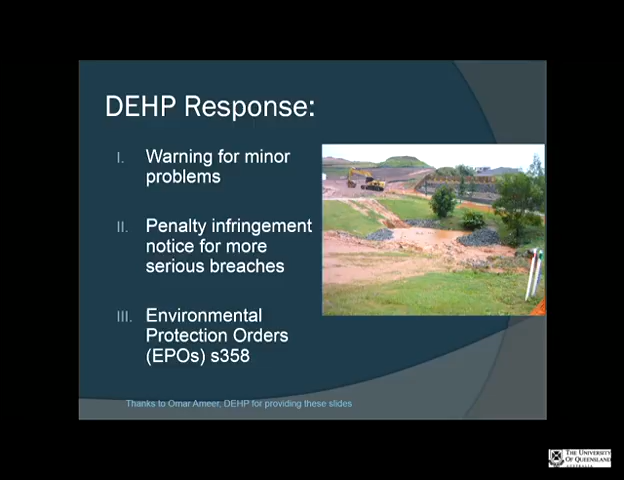 DEHP Response:
I. Warning for minor
problems
II. Penalty infringement
notice for more
serious breaches
III. Environmental
Protection Orders
(EPOs) s358
Thanks to Omar Ameer, DEHP for providing these slides
THE UNIVERSITY
OF QUEENSLAND
AUSTRALIA